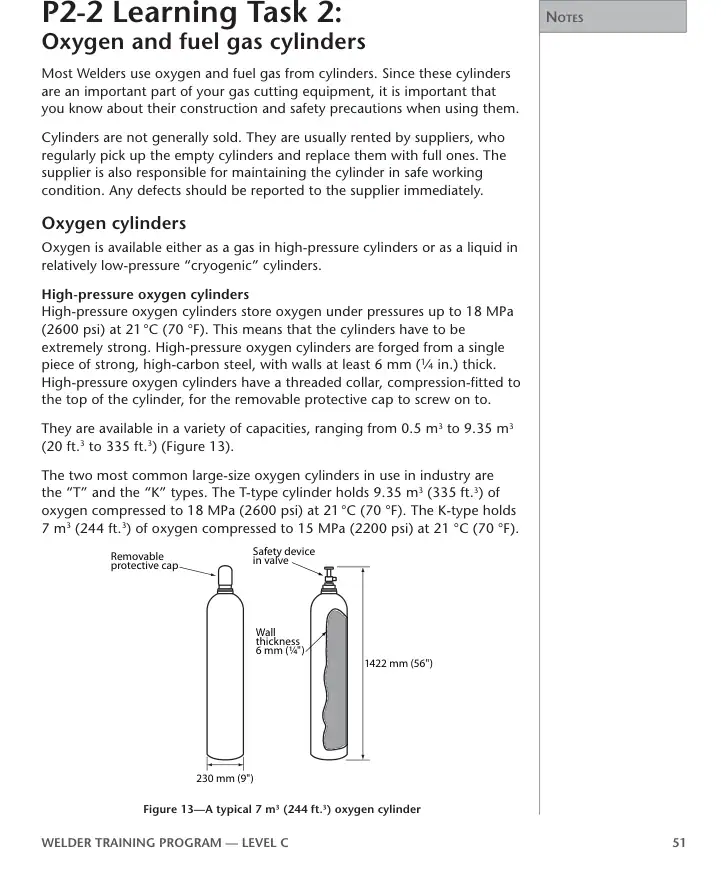 P2-2 Learning Task 2:
Oxygen and fuel gas cylinders
NOTES
Most Welders use oxygen and fuel gas from cylinders. Since these cylinders
are an important part of your gas cutting equipment, it is important that
you know about their construction and safety precautions when using them.
Cylinders are not generally sold. They are usually rented by suppliers, who
regularly pick up the empty cylinders and replace them with full ones. The
supplier is also responsible for maintaining the cylinder in safe working
condition. Any defects should be reported to the supplier immediately.
Oxygen cylinders
Oxygen is available either as a gas in high-pressure cylinders or as a liquid in
relatively low-pressure “cryogenic” cylinders.
High-pressure oxygen cylinders
High-pressure oxygen cylinders store oxygen under pressures up to 18 MPa
(2600 psi) at 21 °C (70 °F). This means that the cylinders have to be
extremely strong. High-pressure oxygen cylinders are forged from a single
piece of strong, high-carbon steel, with walls at least 6 mm (¼ in.) thick.
High-pressure oxygen cylinders have a threaded collar, compression-fitted to
the top of the cylinder, for the removable protective cap to screw on to.
They are available in a variety of capacities, ranging from 0.5 m³ to 9.35 m³
(20 ft.³ to 335 ft.³) (Figure 13).
The two most common large-size oxygen cylinders in use in industry are
the “T” and the “K” types. The T-type cylinder holds 9.35 m³ (335 ft.³) of
oxygen compressed to 18 MPa (2600 psi) at 21 °C (70 °F). The K-type holds
7 m³ (244 ft.³) of oxygen compressed to 15 MPa (2200 psi) at 21 °C (70 °F).
Removable
protective cap
Safety device
in valve
Wall
thickness
6 mm (¼")
1422 mm (56")
230 mm (9")
Figure 13—A typical 7 m³ (244 ft.³) oxygen cylinder
WELDER TRAINING PROGRAM — LEVEL C
51